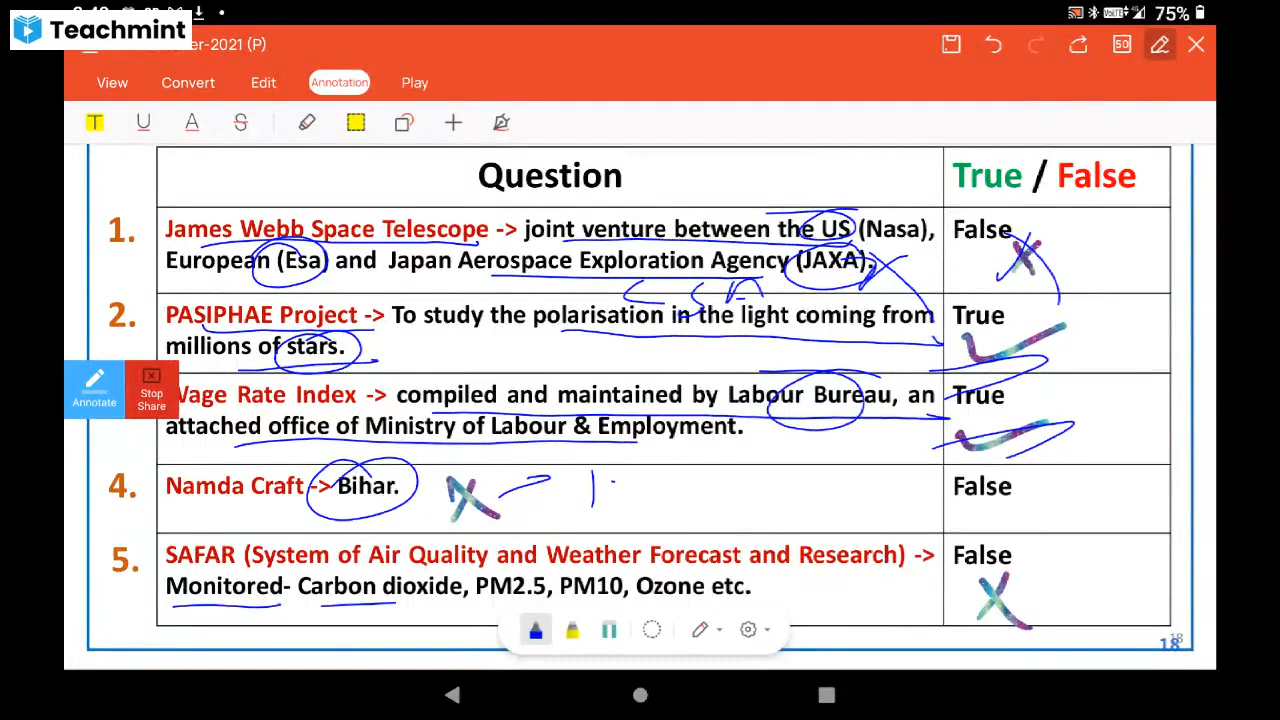 Teachmint
75%
er-2021 (P)
50
View Convert Edit Annotation Play
T U A S
Question True / False
1. James Webb Space Telescope -> joint venture between the US (Nasa), False
European (Esa) and Japan Aerospace Exploration Agency (JAXA).
CSA
2. PASIPHAE Project -> To study the polarisation in the light coming from True
millions of stars.
Wage Rate Index -> compiled and maintained by Labour Bureau, an True
attached office of Ministry of Labour & Employment.
4. Namda Craft -> Bihar. False
5. SAFAR (System of Air Quality and Weather Forecast and Research) -> False
Monitored- Carbon dioxide, PM2.5, PM10, Ozone etc.
Annotate
Stop
Share
18
18